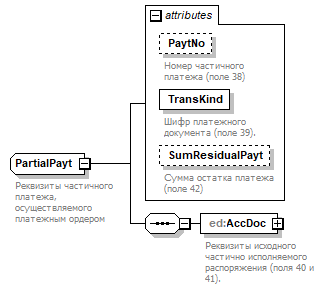 attributes
PaytNo
Номер частичного
платежа (поле 38)
TransKind
Шифр платежного
документа (поле 39).
SumResidualPayt
Сумма остатка платежа
(поле 42)
PartialPayt
Реквизиты частичного
платежа,
осуществляемого
платежным ордером
ed:AccDoc
Реквизиты исходного
частично исполняемого
распоряжения (поля 40 и
41).